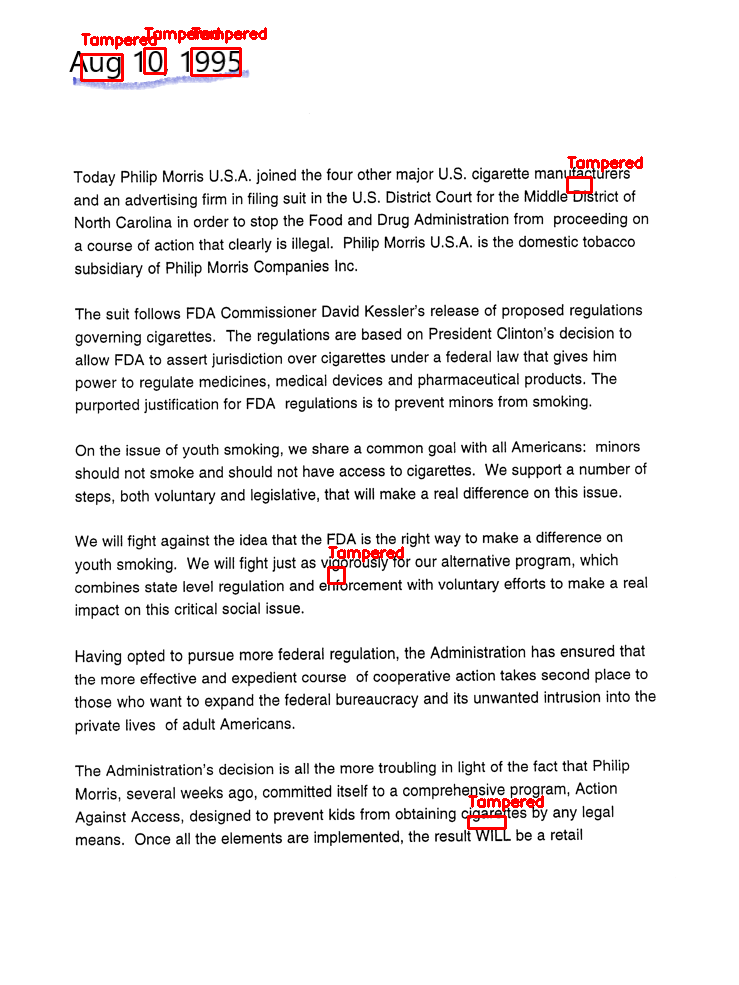 Tampered Tampered Tampered
Aug 10, 1995
Tampered
Today Philip Morris U.S.A. joined the four other major U.S. cigarette manufacturers
and an advertising firm in filing suit in the U.S. District Court for the Middle District of
North Carolina in order to stop the Food and Drug Administration from proceeding on
a course of action that clearly is illegal. Philip Morris U.S.A. is the domestic tobacco
subsidiary of Philip Morris Companies Inc.
The suit follows FDA Commissioner David Kessler's release of proposed regulations
governing cigarettes. The regulations are based on President Clinton's decision to
allow FDA to assert jurisdiction over cigarettes under a federal law that gives him
power to regulate medicines, medical devices and pharmaceutical products. The
purported justification for FDA regulations is to prevent minors from smoking.
On the issue of youth smoking, we share a common goal with all Americans: minors
should not smoke and should not have access to cigarettes. We support a number of
steps, both voluntary and legislative, that will make a real difference on this issue.
We will fight against the idea that the FDA is the right way to make a difference on
Tampered
youth smoking. We will fight just as vigorously for our alternative program, which
combines state level regulation and enforcement with voluntary efforts to make a real
impact on this critical social issue.
Having opted to pursue more federal regulation, the Administration has ensured that
the more effective and expedient course of cooperative action takes second place to
those who want to expand the federal bureaucracy and its unwanted intrusion into the
private lives of adult Americans.
The Administration's decision is all the more troubling in light of the fact that Philip
Morris, several weeks ago, committed itself to a comprehensive program, Action
Tampered
Against Access, designed to prevent kids from obtaining cigarettes by any legal
means. Once all the elements are implemented, the result WILL be a retail